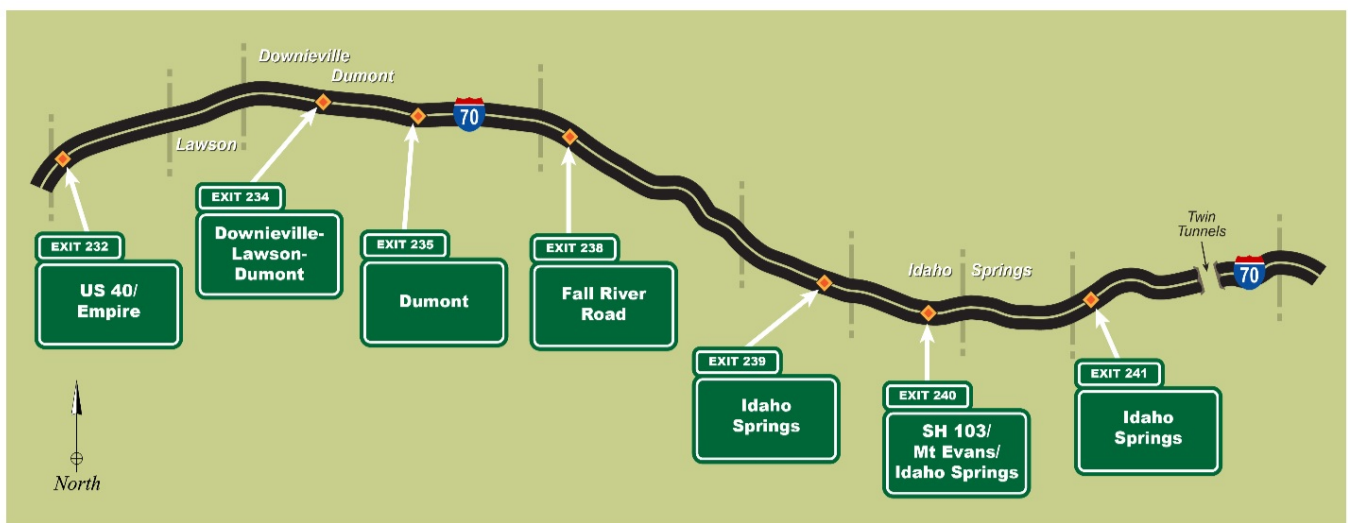 Downieville
Dumont
70
Lawson
EXIT 232
US 40/
Empire
EXIT 234
Downieville-
Lawson-
Dumont
EXIT 235
Dumont
EXIT 238
Fall River
Road
EXIT 239
Idaho
Springs
Idaho Springs
EXIT 240
SH 103/
Mt Evans/
Idaho Springs
EXIT 241
Idaho
Springs
Twin
Tunnels
70
North